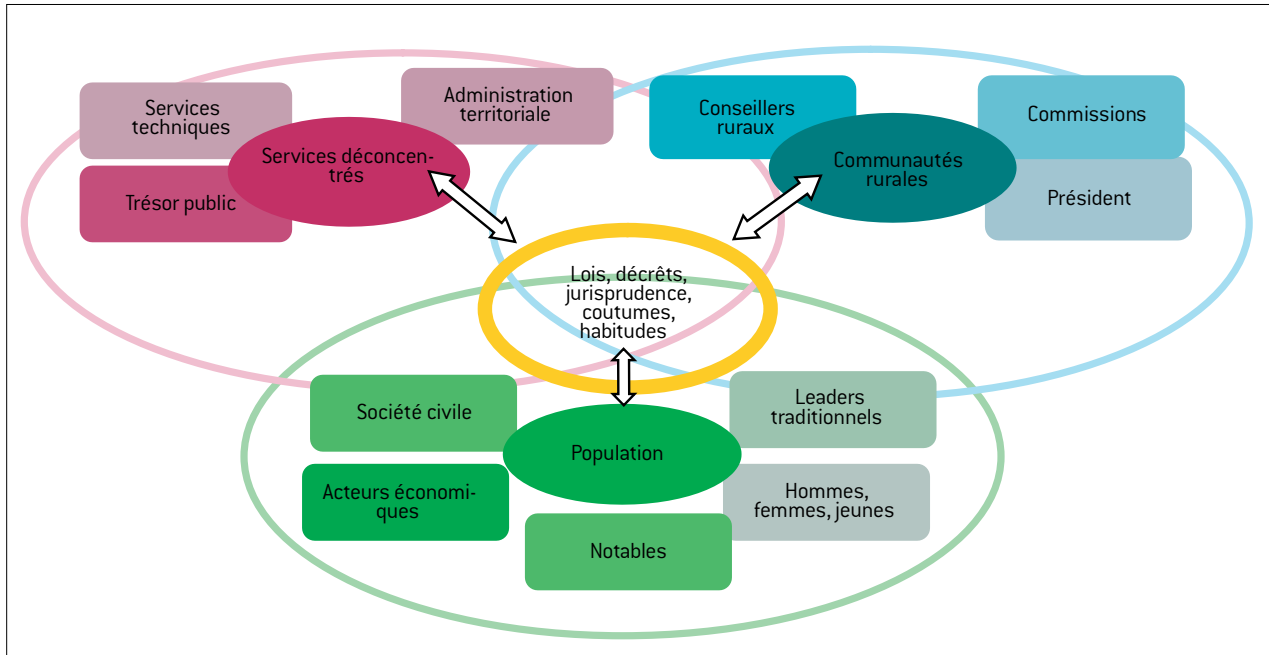 Services
techniques
Administration
territoriale
Services déconcen-
trés
Trésor public
Conseillers
ruraux
Commissions
Communautés
rurales
Président
Lois, décrêts,
jurisprudence,
coutumes,
habitudes
Société civile
Leaders
traditionnels
Population
Acteurs économi-
ques
Hommes,
femmes, jeunes
Notables